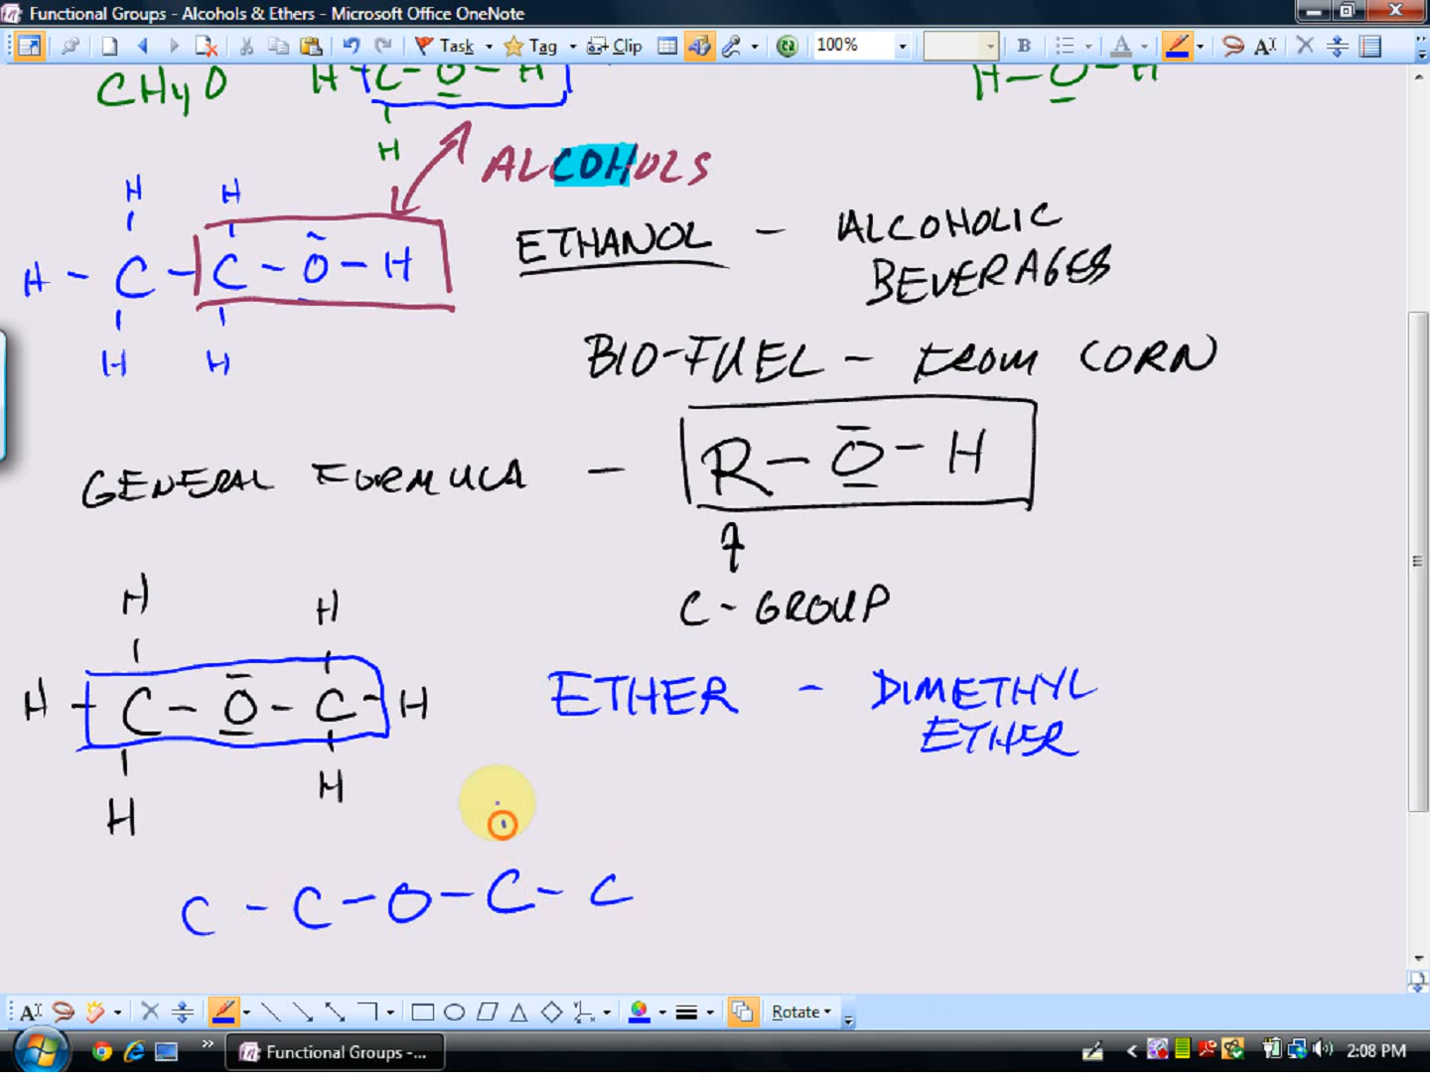 Functional Groups - Alcohols & Ethers - Microsoft Office OneNote
Task Tag Clip 100% B A
CH4O H C - O - H H - O - H
H
ALCOHOLS
H H
H - C - C - O - H
H H
ETHANOL - ALCOHOLIC
BEVERAGES
BIO-FUEL - FROM CORN
GENERAL FORMULA - R - O - H
C - GROUP
H H
H - C - O - C - H
H H
ETHER - DIMETHYL
ETHER
C - C - O - C - C
Rotate
Functional Groups -...
2:08 PM